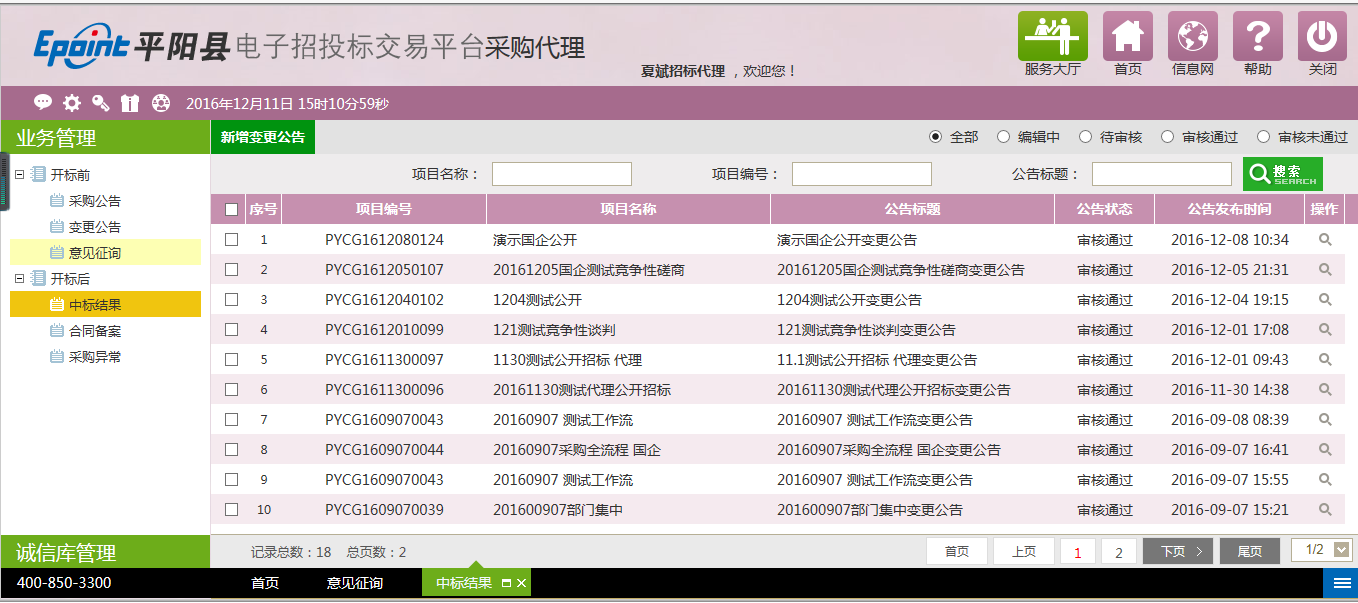 Epoint 平阳县 电子招投标交易平台采购代理
夏斌招标代理 ，欢迎您！
服务大厅 首页 信息网 帮助 关闭
2016年12月11日 15时10分59秒
业务管理
开标前
采购公告
变更公告
意见征询
开标后
中标结果
合同备案
采购异常
诚信库管理
新增变更公告 全部 编辑中 待审核 审核通过 审核未通过
项目名称： 项目编号： 公告标题： 搜索 SEARCH
序号 项目编号 项目名称 公告标题 公告状态 公告发布时间 操作
1 PYCG1612080124 演示国企公开 演示国企公开变更公告 审核通过 2016-12-08 10:34
2 PYCG1612050107 20161205国企测试竞争性磋商 20161205国企测试竞争性磋商变更公告 审核通过 2016-12-05 21:31
3 PYCG1612040102 1204测试公开 1204测试公开变更公告 审核通过 2016-12-04 19:15
4 PYCG1612010099 121测试竞争性谈判 121测试竞争性谈判变更公告 审核通过 2016-12-01 17:08
5 PYCG1611300097 1130测试公开招标 代理 11.1测试公开招标 代理变更公告 审核通过 2016-12-01 09:43
6 PYCG1611300096 20161130测试代理公开招标 20161130测试代理公开招标变更公告 审核通过 2016-11-30 14:38
7 PYCG1609070043 20160907 测试工作流 20160907 测试工作流变更公告 审核通过 2016-09-08 08:39
8 PYCG1609070044 20160907采购全流程 国企 20160907采购全流程 国企变更公告 审核通过 2016-09-07 16:41
9 PYCG1609070043 20160907 测试工作流 20160907 测试工作流变更公告 审核通过 2016-09-07 15:55
10 PYCG1609070039 201600907部门集中 201600907部门集中变更公告 审核通过 2016-09-07 15:21
记录总数：18 总页数：2 首页 上页 1 2 下页 尾页 1/2
400-850-3300 首页 意见征询 中标结果